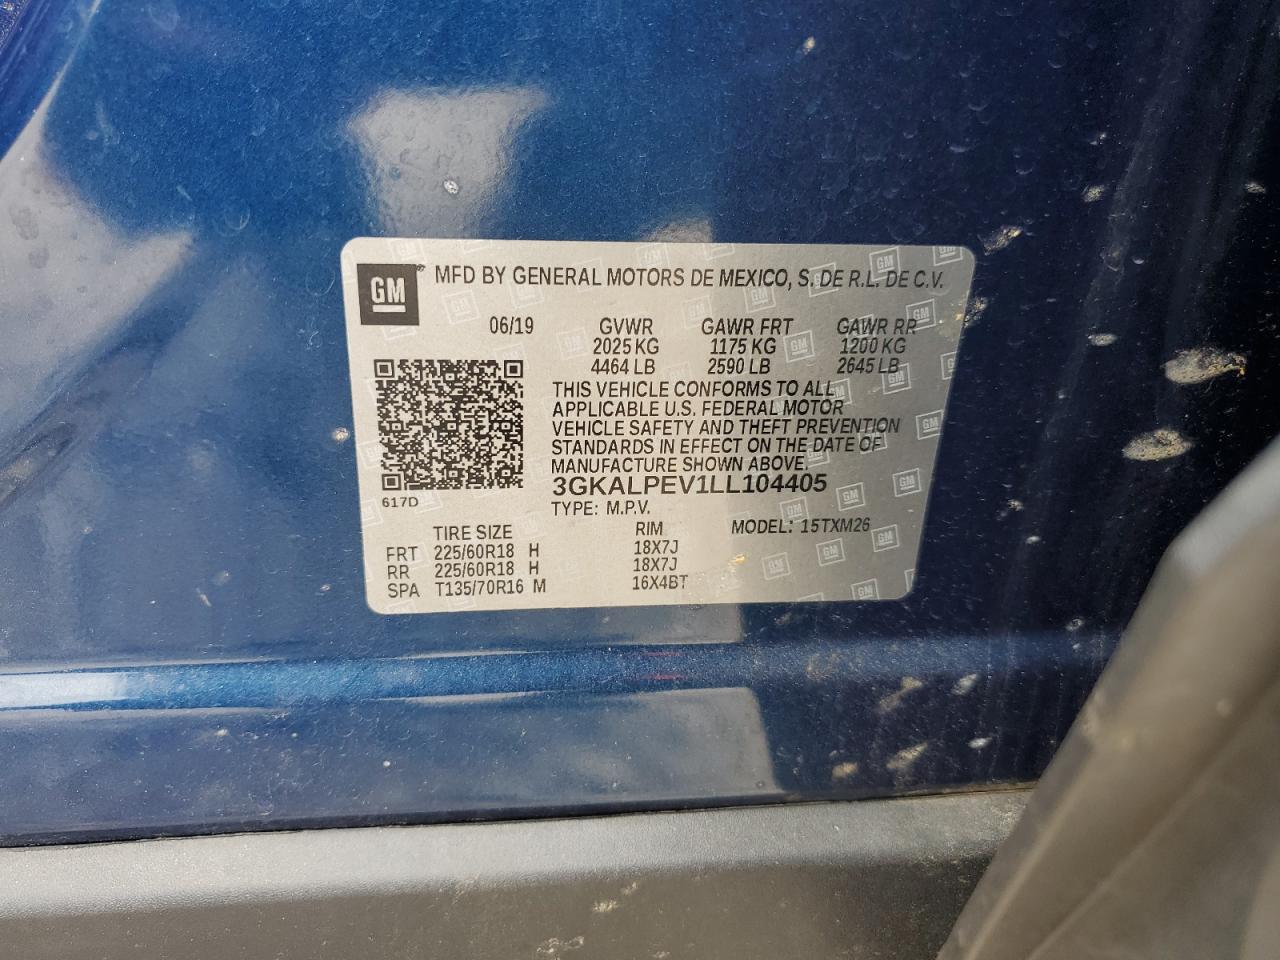 GM MFD BY GENERAL MOTORS DE MEXICO, S. DE R.L. DE C.V.
06/19 GVWR GAWR FRT GAWR RR
2025 KG 1175 KG 1200 KG
4464 LB 2590 LB 2645 LB
THIS VEHICLE CONFORMS TO ALL
APPLICABLE U.S. FEDERAL MOTOR
VEHICLE SAFETY AND THEFT PREVENTION
STANDARDS IN EFFECT ON THE DATE OF
MANUFACTURE SHOWN ABOVE.
3GKALPEV1LL104405
617D TYPE: M.P.V.
TIRE SIZE RIM MODEL: 15TXM26
FRT 225/60R18 H 18X7J
RR 225/60R18 H 18X7J
SPA T135/70R16 M 16X4BT